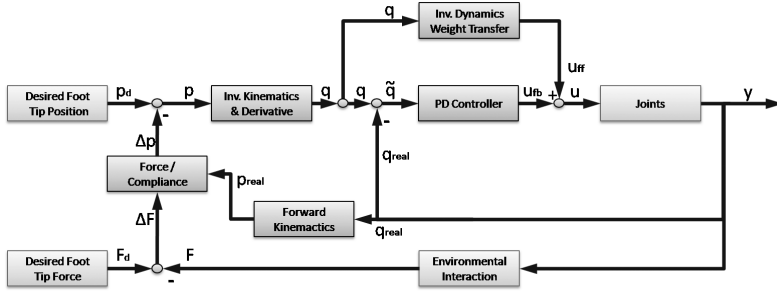 q
Inv. Dynamics
Weight Transfer
uff
Desired Foot
Tip Position
pd
-
p
Inv. Kinematics
& Derivative
q
q
q̃
-
PD Controller
ufb
+
u
Joints
y
Δp
Force /
Compliance
preal
qreal
Forward
Kinemactics
qreal
ΔF
Desired Foot
Tip Force
Fd
-
F
Environmental
Interaction